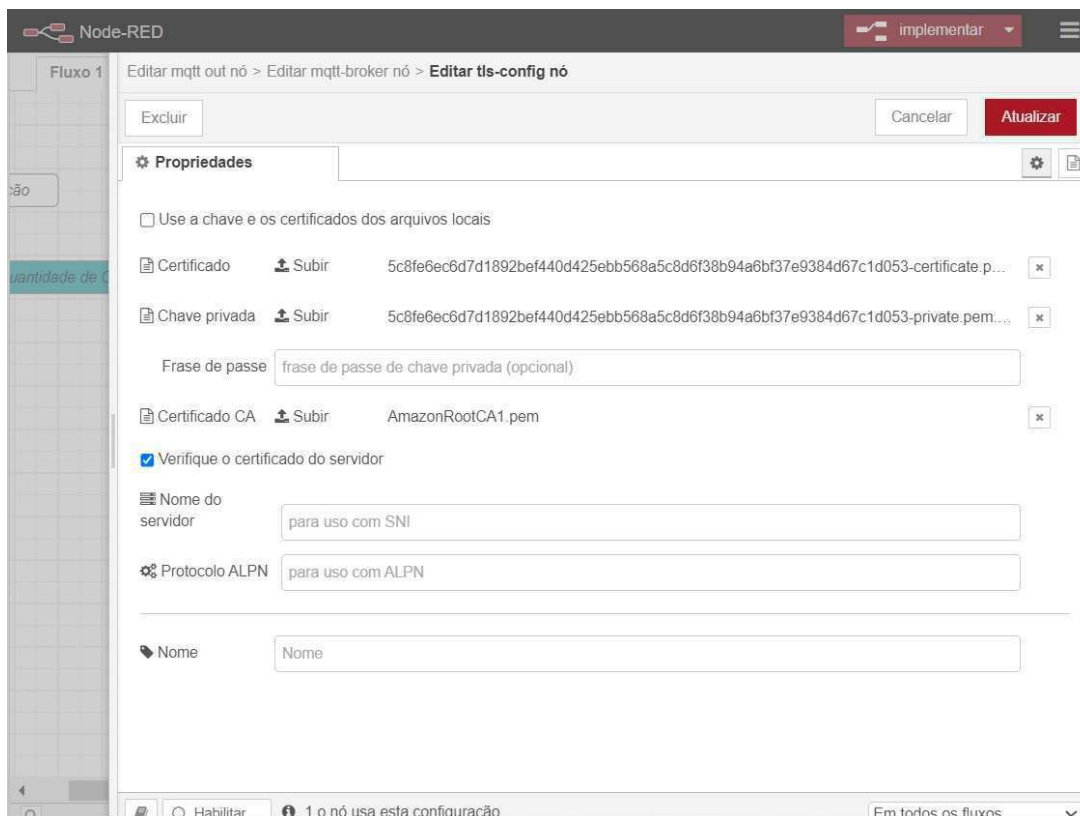 Node-RED
implementar
Fluxo 1
Editar mqtt out nó > Editar mqtt-broker nó > Editar tls-config nó
Excluir
Cancelar
Atualizar
Propriedades
ção
Use a chave e os certificados dos arquivos locais
Certificado Subir 5c8fe6ec6d7d1892bef440d425ebb568a5c8d6f38b94a6bf37e9384d67c1d053-certificate.p...
uantidade de C
Chave privada Subir 5c8fe6ec6d7d1892bef440d425ebb568a5c8d6f38b94a6bf37e9384d67c1d053-private.pem....
Frase de passe frase de passe de chave privada (opcional)
Certificado CA Subir AmazonRootCA1.pem
Verifique o certificado do servidor
Nome do
servidor
para uso com SNI
Protocolo ALPN para uso com ALPN
Nome Nome
Habilitar 1 o nó usa esta configuração Em todos os fluxos